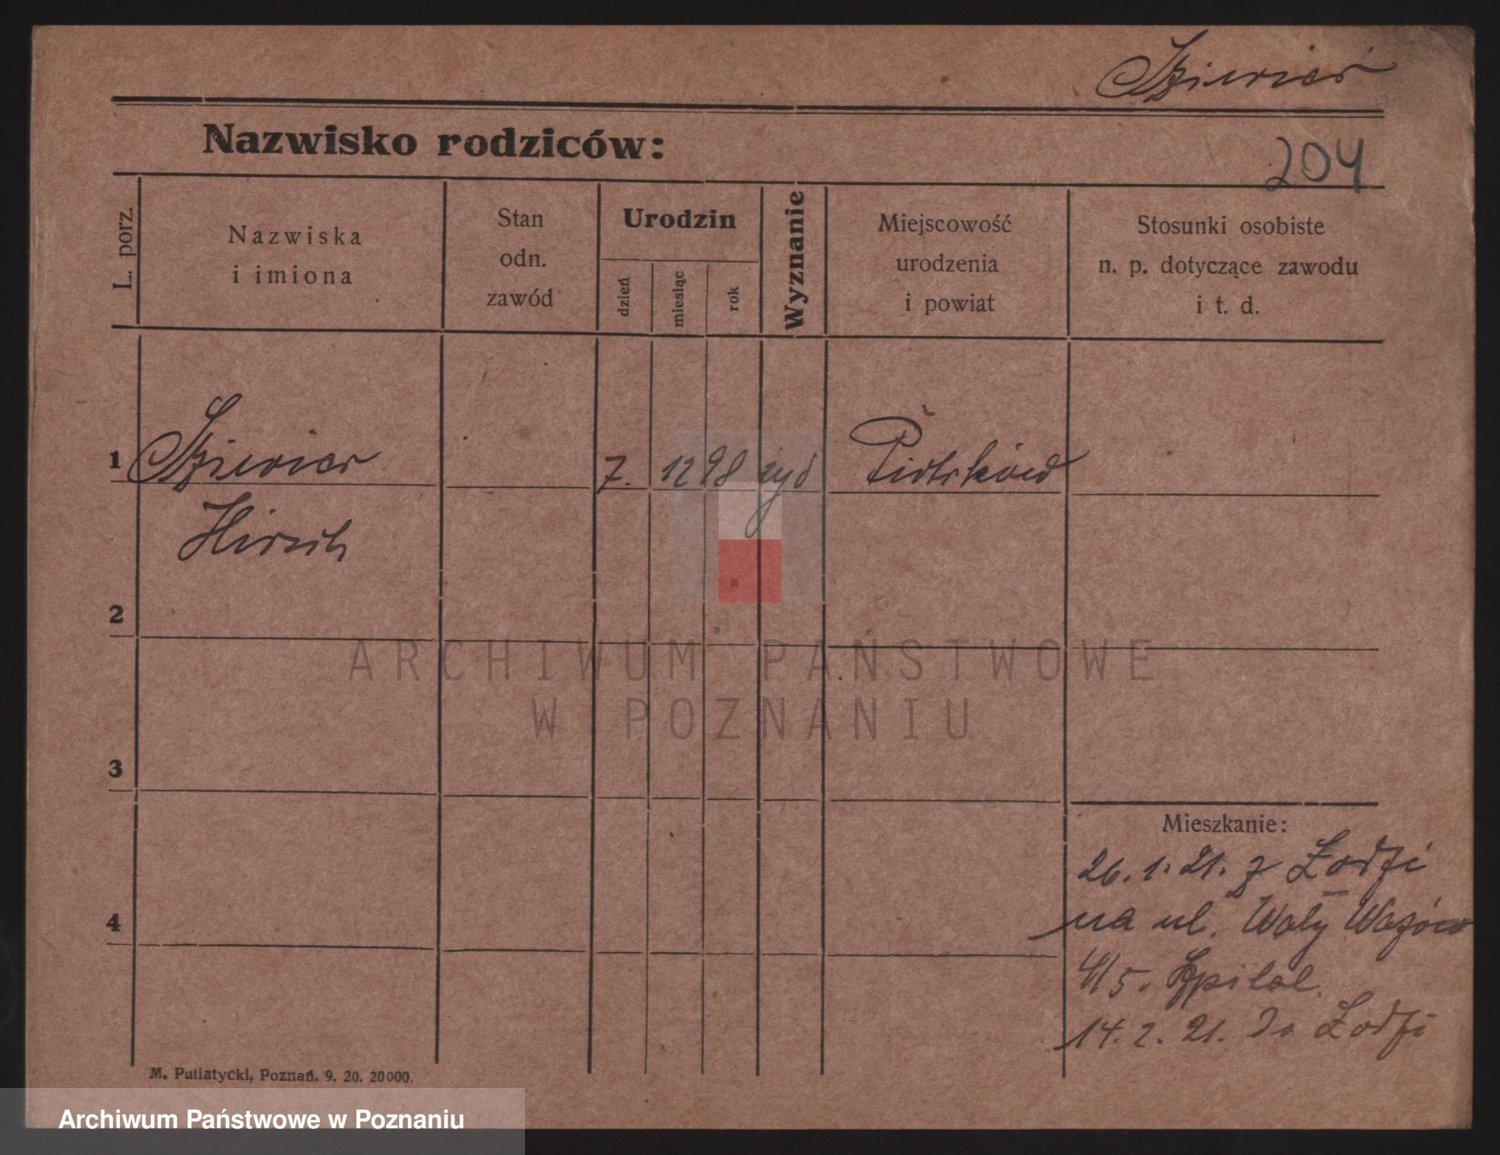 Sziewicz
204
Nazwisko rodziców:
L. porz.
Nazwiska
i imiona
Stan
odn.
zawód
Urodzin
dzień
miesiąc
rok
Wyznanie
Miejscowość
urodzenia
i powiat
Stosunki osobiste
n. p. dotyczące zawodu
i t. d.
1
7. 12 98 żyd Piotrków
Hirsch
2
3
4
ARCHIWUM PAŃSTWOWE
W POZNANIU
Mieszkanie:
26. 1. 21. z Łodzi
na ul. Wały Wazów
4/5. Szpital.
14. 2. 21. do Łodzi
M. Putiatycki, Poznań. 9. 20. 20000.
Archiwum Państwowe w Poznaniu